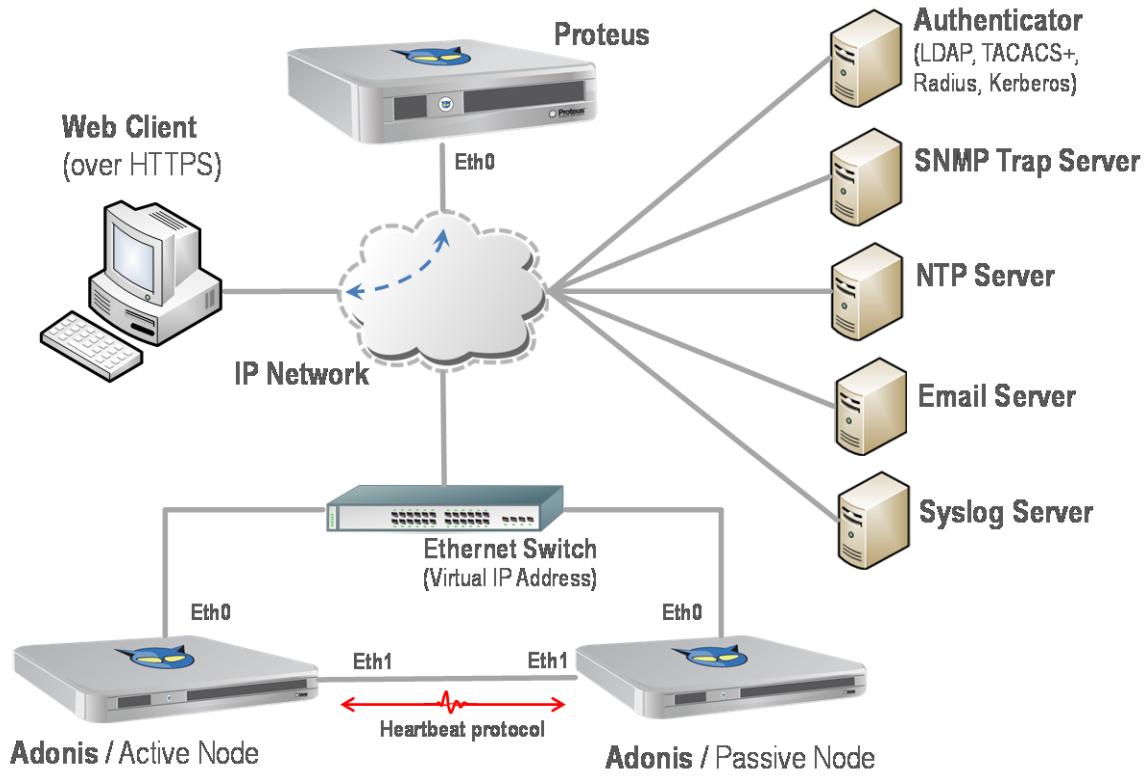 Proteus
Authenticator
(LDAP, TACACS+,
Radius, Kerberos)
Proteus
Web Client
(over HTTPS)
Eth0
SNMP Trap Server
NTP Server
IP Network
Email Server
Syslog Server
Ethernet Switch
(Virtual IP Address)
Eth0
Eth0
Eth1
Eth1
Heartbeat protocol
Adonis / Active Node
Adonis / Passive Node